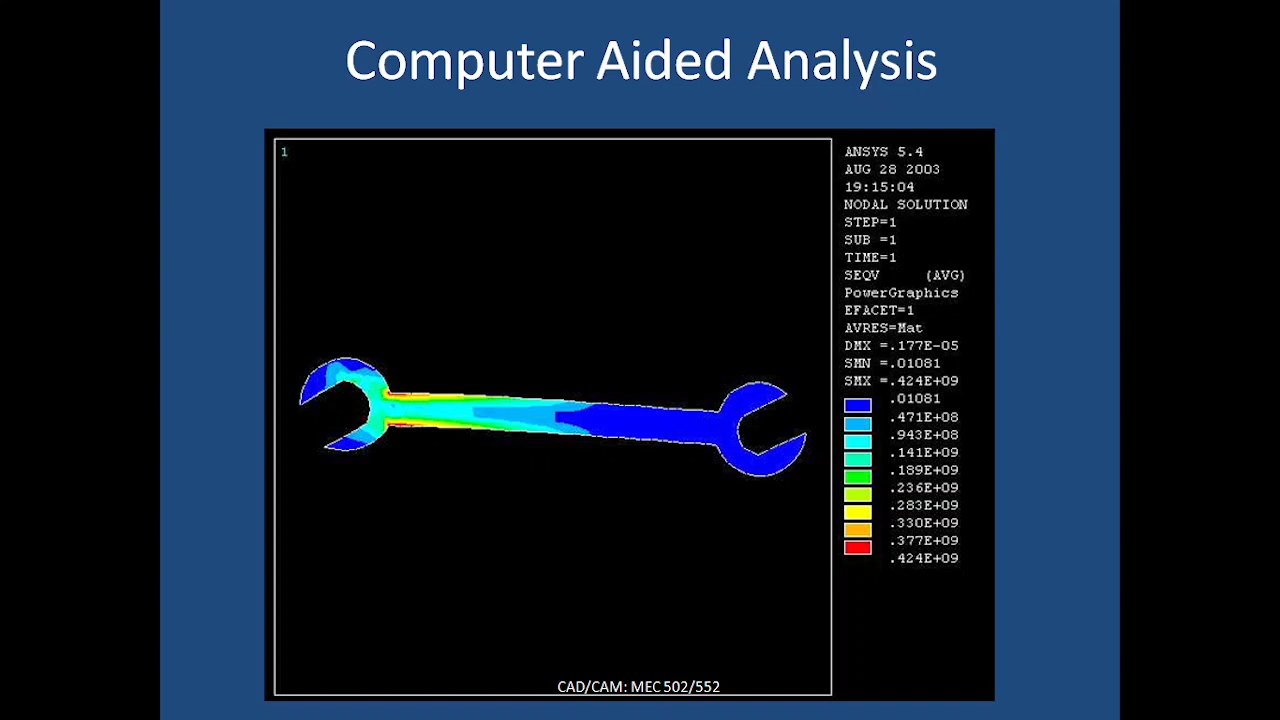 Computer Aided Analysis
1
ANSYS 5.4
AUG 28 2003
19:15:04
NODAL SOLUTION
STEP=1
SUB =1
TIME=1
SEQV (AVG)
PowerGraphics
EFACET=1
AVRES=Mat
DMX =.177E-05
SMN =.01081
SMX =.424E+09
.01081
.471E+08
.943E+08
.141E+09
.189E+09
.236E+09
.283E+09
.330E+09
.377E+09
.424E+09
CAD/CAM: MEC 502/552